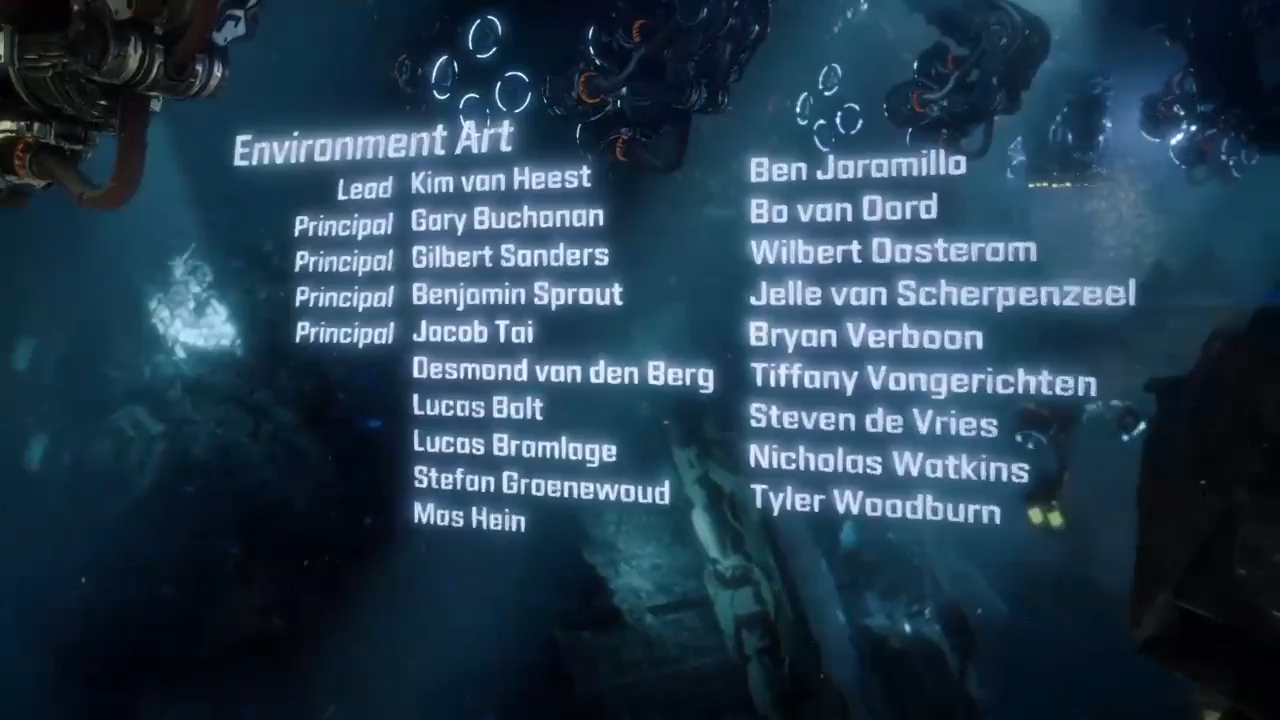 Environment Art
Lead Kim van Heest
Principal Gary Buchanan
Principal Gilbert Sanders
Principal Benjamin Sprout
Principal Jacob Tai
Desmond van den Berg
Lucas Bolt
Lucas Bramlage
Stefan Groenewoud
Mas Hein
Ben Jaramillo
Bo van Oord
Wilbert Oosterom
Jelle van Scherpenzeel
Bryan Verboon
Tiffany Vongerichten
Steven de Vries
Nicholas Watkins
Tyler Woodburn